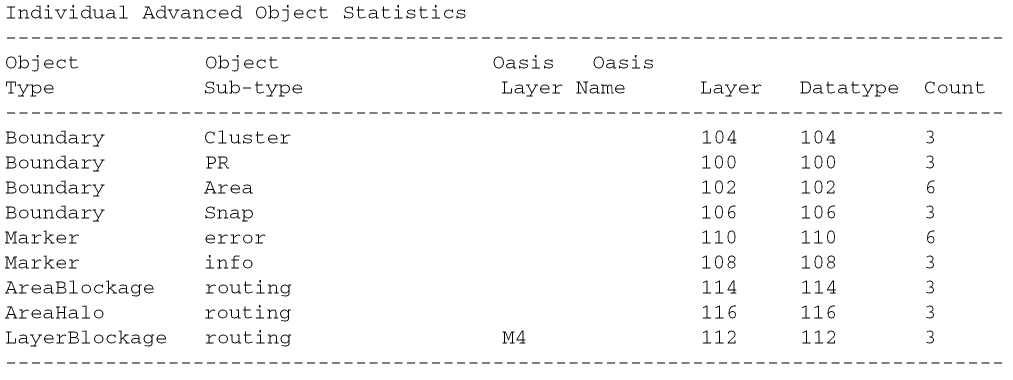 Individual Advanced Object Statistics
--------------------------------------------------------------------------------
Object          Object                 Oasis   Oasis
Type            Sub-type                Layer Name      Layer   Datatype  Count
--------------------------------------------------------------------------------
Boundary        Cluster                                 104     104       3
Boundary        PR                                      100     100       3
Boundary        Area                                    102     102       6
Boundary        Snap                                    106     106       3
Marker          error                                   110     110       6
Marker          info                                    108     108       3
AreaBlockage    routing                                 114     114       3
AreaHalo        routing                                 116     116       3
LayerBlockage   routing                 M4              112     112       3
--------------------------------------------------------------------------------